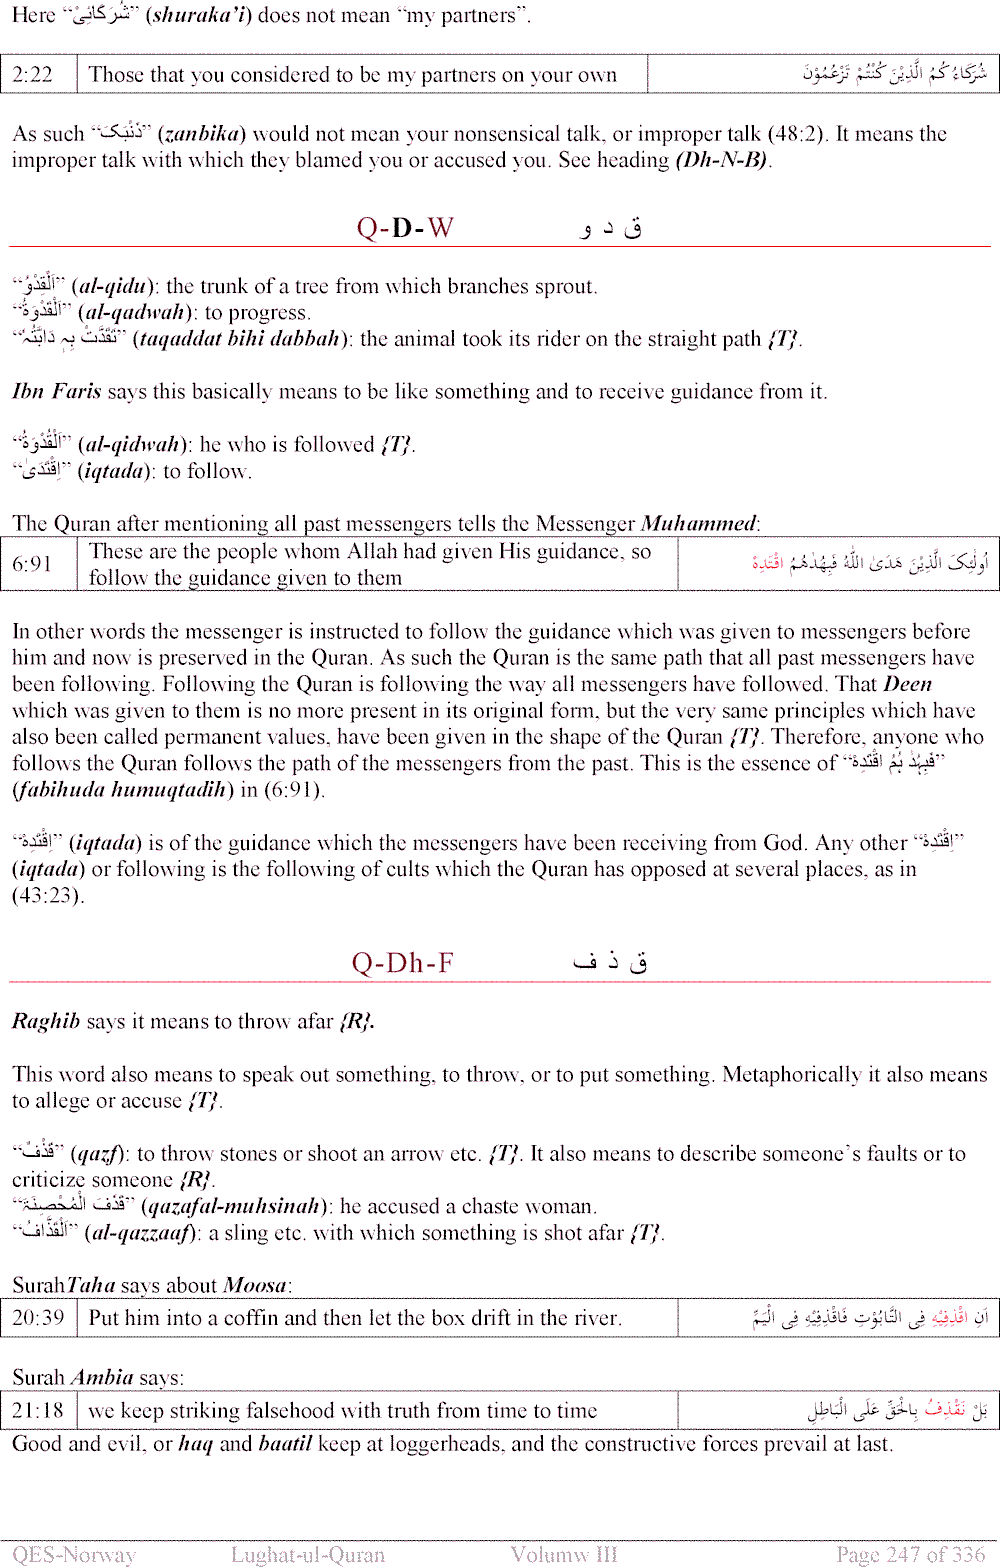 Here “شُرَکَائِیْ” (shuraka’i) does not mean “my partners”.
2:22 Those that you considered to be my partners on your own شُرَكَاءُ كُمُ الَّذِيْنَ كُنْتُمْ تَزْعُمُوْنَ
As such “ذَنْبِکَ” (zanbika) would not mean your nonsensical talk, or improper talk (48:2). It means the
improper talk with which they blamed you or accused you. See heading (Dh-N-B).
Q-D-W ق د و
“اَلْقِدْوُ” (al-qidu): the trunk of a tree from which branches sprout.
“اَلْقَدْوَةُ” (al-qadwah): to progress.
“تَقَدَّتْ بِہٖ دَابَّتُہٗ” (taqaddat bihi dabbah): the animal took its rider on the straight path {T}.
Ibn Faris says this basically means to be like something and to receive guidance from it.
“اَلْقُدْوَةُ” (al-qidwah): he who is followed {T}.
“اِقْتَدَیٰ” (iqtada): to follow.
The Quran after mentioning all past messengers tells the Messenger Muhammed:
6:91 These are the people whom Allah had given His guidance, so
follow the guidance given to them اُولٰٓئِكَ الَّذِيْنَ هَدَى اللّٰهُ فَبِهُدٰهُمُ اقْتَدِهْ
In other words the messenger is instructed to follow the guidance which was given to messengers before
him and now is preserved in the Quran. As such the Quran is the same path that all past messengers have
been following. Following the Quran is following the way all messengers have followed. That Deen
which was given to them is no more present in its original form, but the very same principles which have
also been called permanent values, have been given in the shape of the Quran {T}. Therefore, anyone who
follows the Quran follows the path of the messengers from the past. This is the essence of “فَبِہُدٰ ہُمُ اقْتَدِهْ”
(fabihuda humuqtadih) in (6:91).
“اِقْتَدِهْ” (iqtada) is of the guidance which the messengers have been receiving from God. Any other “اِقْتَدِهْ”
(iqtada) or following is the following of cults which the Quran has opposed at several places, as in
(43:23).
Q-Dh-F ق ذ ف
Raghib says it means to throw afar {R}.
This word also means to speak out something, to throw, or to put something. Metaphorically it also means
to allege or accuse {T}.
“قَذْفٌ” (qazf): to throw stones or shoot an arrow etc. {T}. It also means to describe someone’s faults or to
criticize someone {R}.
“قَذَفَ الْمُحْصِنَةَ” (qazafal-muhsinah): he accused a chaste woman.
“اَلْقَذَّافُ” (al-qazzaaf): a sling etc. with which something is shot afar {T}.
SurahTaha says about Moosa:
20:39 Put him into a coffin and then let the box drift in the river. اَنِ اقْذِفِيْهِ فِى التَّابُوْتِ فَاقْذِفِيْهِ فِى الْيَمِّ
Surah Ambia says:
21:18 we keep striking falsehood with truth from time to time بَلْ نَقْذِفُ بِالْحَقِّ عَلَى الْبَاطِلِ
Good and evil, or haq and baatil keep at loggerheads, and the constructive forces prevail at last.
QES-Norway Lughat-ul-Quran Volumw III Page 247 of 336